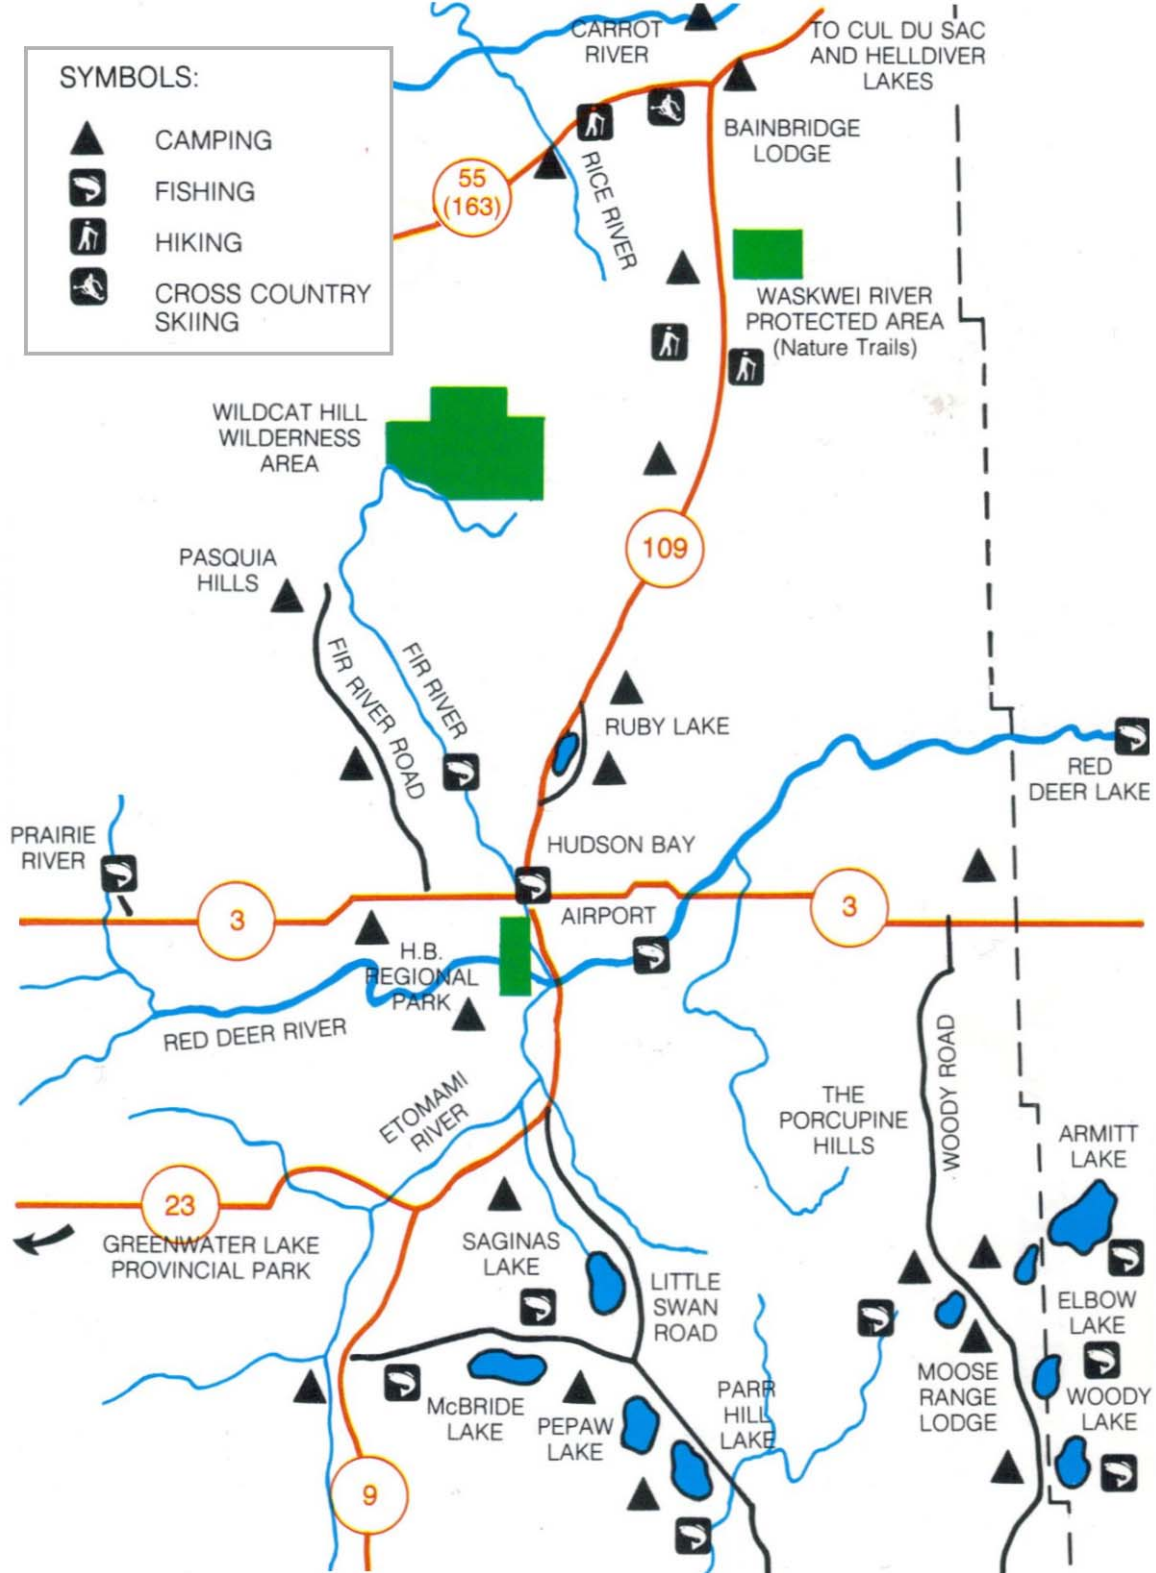 SYMBOLS:
CAMPING
FISHING
HIKING
CROSS COUNTRY
SKIING
CARROT
RIVER
TO CUL DU SAC
AND HELLDIVER
LAKES
BAINBRIDGE
LODGE
55
(163)
RICE RIVER
WASKWEI RIVER
PROTECTED AREA
(Nature Trails)
WILDCAT HILL
WILDERNESS
AREA
109
PASQUIA
HILLS
FIR RIVER ROAD
FIR RIVER
RUBY LAKE
RED
DEER LAKE
PRAIRIE
RIVER
HUDSON BAY
3
AIRPORT
3
H.B.
REGIONAL
PARK
RED DEER RIVER
WOODY ROAD
ETOMAMI
RIVER
THE
PORCUPINE
HILLS
ARMITT
LAKE
23
GREENWATER LAKE
PROVINCIAL PARK
SAGINAS
LAKE
LITTLE
SWAN
ROAD
ELBOW
LAKE
MOOSE
RANGE
LODGE
WOODY
LAKE
McBRIDE
LAKE
PEPAW
LAKE
PARR
HILL
LAKE
9